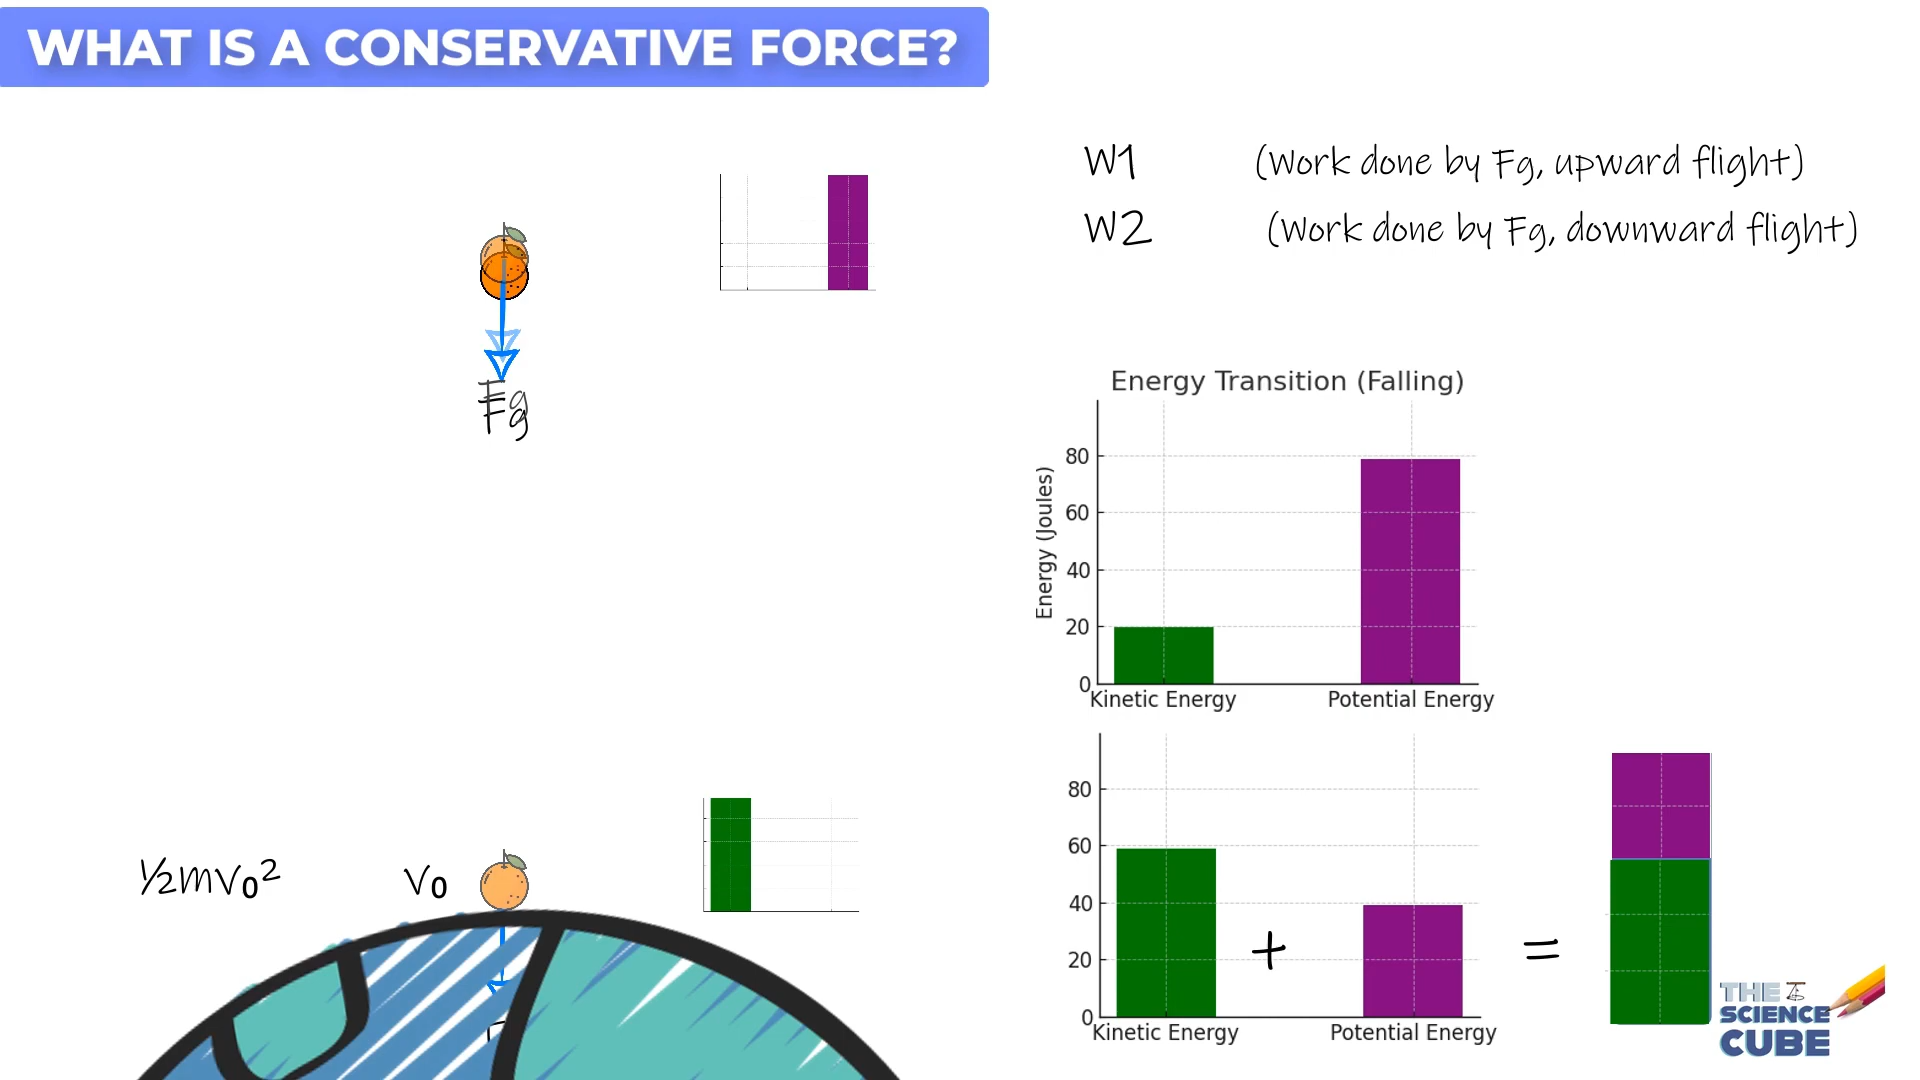 WHAT IS A CONSERVATIVE FORCE?
W1 (Work done by Fg, upward flight)
W2 (Work done by Fg, downward flight)
Fg
Fg
Energy Transition (Falling)
Energy (Joules)
80
60
40
20
0
Kinetic Energy Potential Energy
80
60
40
20
0
Kinetic Energy Potential Energy
+ =
½mv₀² v₀
THE
SCIENCE
CUBE